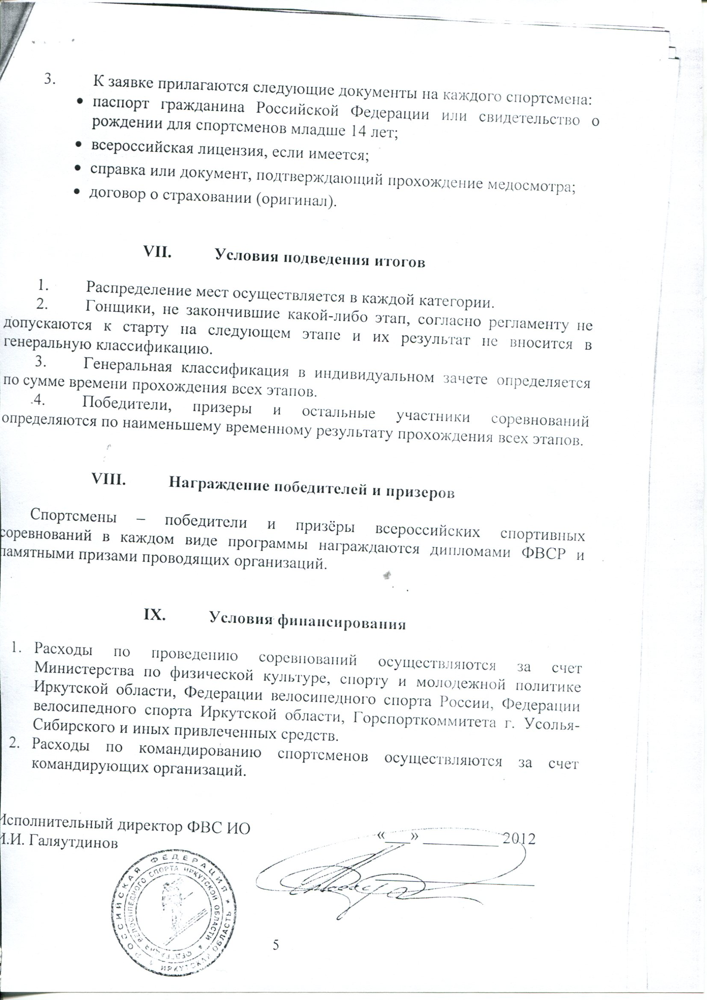 3. К заявке прилагаются следующие документы на каждого спортсмена:
• паспорт гражданина Российской Федерации или свидетельство о
рождении для спортсменов младше 14 лет;
• всероссийская лицензия, если имеется;
• справка или документ, подтверждающий прохождение медосмотра;
• договор о страховании (оригинал).
VII. Условия подведения итогов
1. Распределение мест осуществляется в каждой категории.
2. Гонщики, не закончившие какой-либо этап, согласно регламенту не
допускаются к старту на следующем этапе и их результат не вносится в
генеральную классификацию.
3. Генеральная классификация в индивидуальном зачете определяется
по сумме времени прохождения всех этапов.
4. Победители, призеры и остальные участники соревнований
определяются по наименьшему временному результату прохождения всех этапов.
VIII. Награждение победителей и призеров
Спортсмены – победители и призёры всероссийских спортивных
соревнований в каждом виде программы награждаются дипломами ФВСР и
памятными призами проводящих организаций.
IX. Условия финансирования
1. Расходы по проведению соревнований осуществляются за счет
Министерства по физической культуре, спорту и молодежной политике
Иркутской области, Федерации велосипедного спорта России, Федерации
велосипедного спорта Иркутской области, Горспорткоммитета г. Усолья-
Сибирского и иных привлеченных средств.
2. Расходы по командированию спортсменов осуществляются за счет
командирующих организаций.
Исполнительный директор ФВС ИО
И.И. Галяутдинов
«___» __________ 2012
РОССИЙСКАЯ ФЕДЕРАЦИЯ * ИРКУТСКАЯ ОБЛАСТЬ
ФЕДЕРАЦИЯ ВЕЛОСИПЕДНОГО СПОРТА ИРКУТСКОЙ ОБЛАСТИ
5